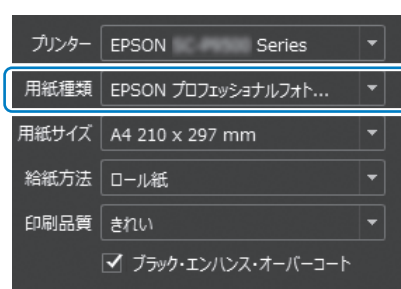 プリンター EPSON Series
用紙種類 EPSON プロフェッショナルフォト...
用紙サイズ A4 210 x 297 mm
給紙方法 ロール紙
印刷品質 きれい
ブラック・エンハンス・オーバーコート